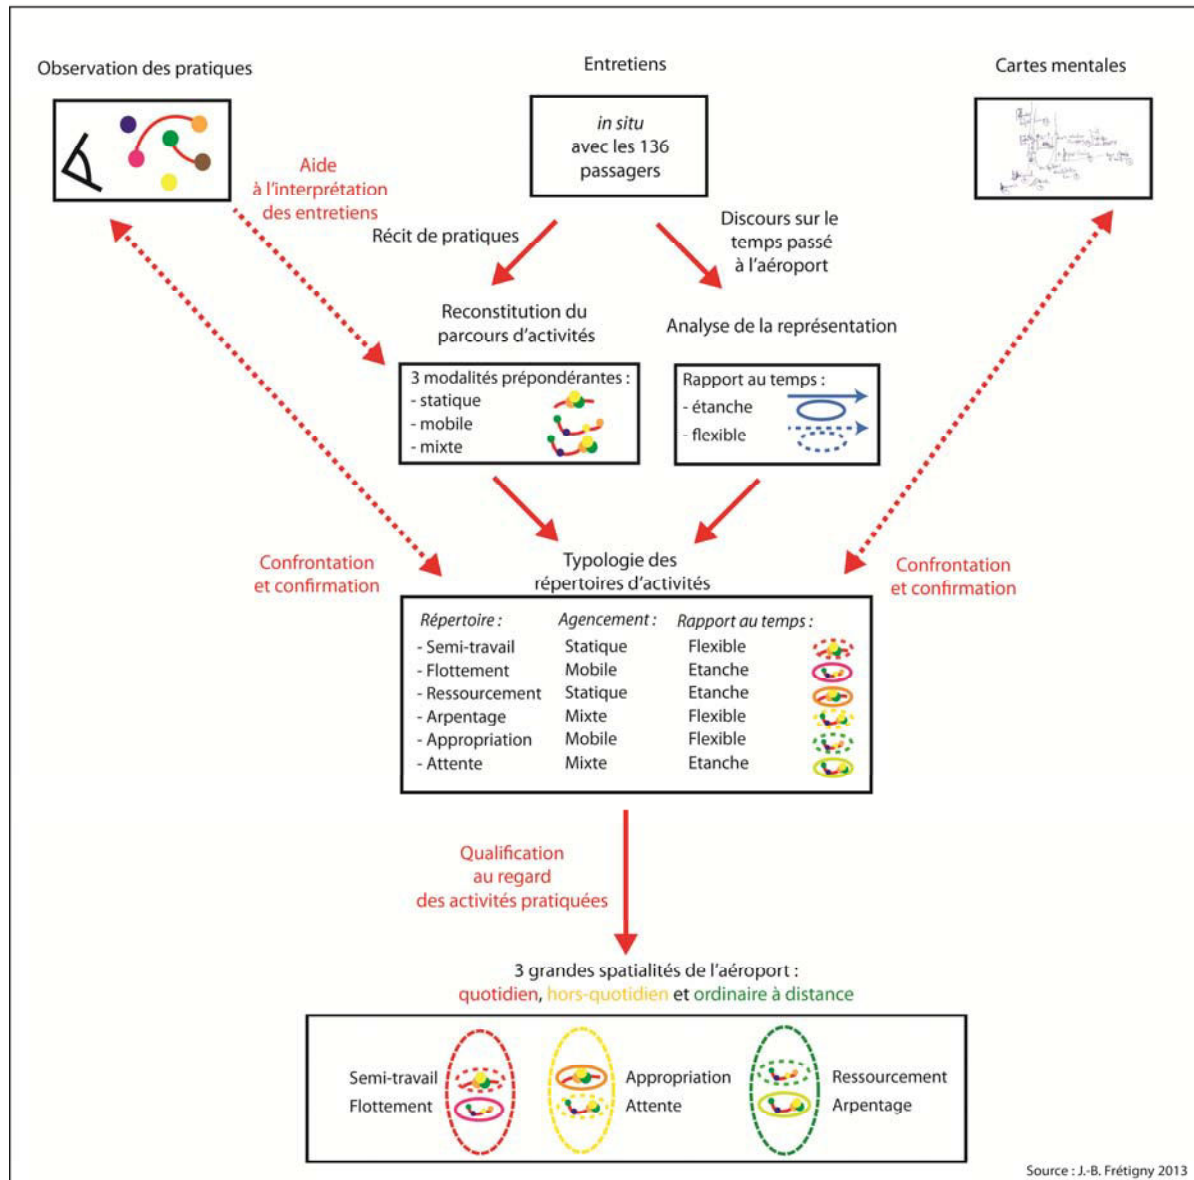 Observation des pratiques
Entretiens
Cartes mentales
in situ
avec les 136
passagers
Aide
à l'interprétation
des entretiens
Récit de pratiques
Discours sur le
temps passé
à l'aéroport
Reconstitution du
parcours d'activités
Analyse de la représentation
3 modalités prépondérantes :
- statique
- mobile
- mixte
Rapport au temps :
- étanche
- flexible
Confrontation
et confirmation
Typologie des
répertoires d'activités
Confrontation
et confirmation
Répertoire : Agencement : Rapport au temps :
- Semi-travail Statique Flexible
- Flottement Mobile Etanche
- Ressourcement Statique Etanche
- Arpentage Mixte Flexible
- Appropriation Mobile Flexible
- Attente Mixte Etanche
Qualification
au regard
des activités pratiquées
3 grandes spatialités de l'aéroport :
quotidien, hors-quotidien et ordinaire à distance
Semi-travail Appropriation Ressourcement
Flottement Attente Arpentage
Source : J.-B. Frétigny 2013